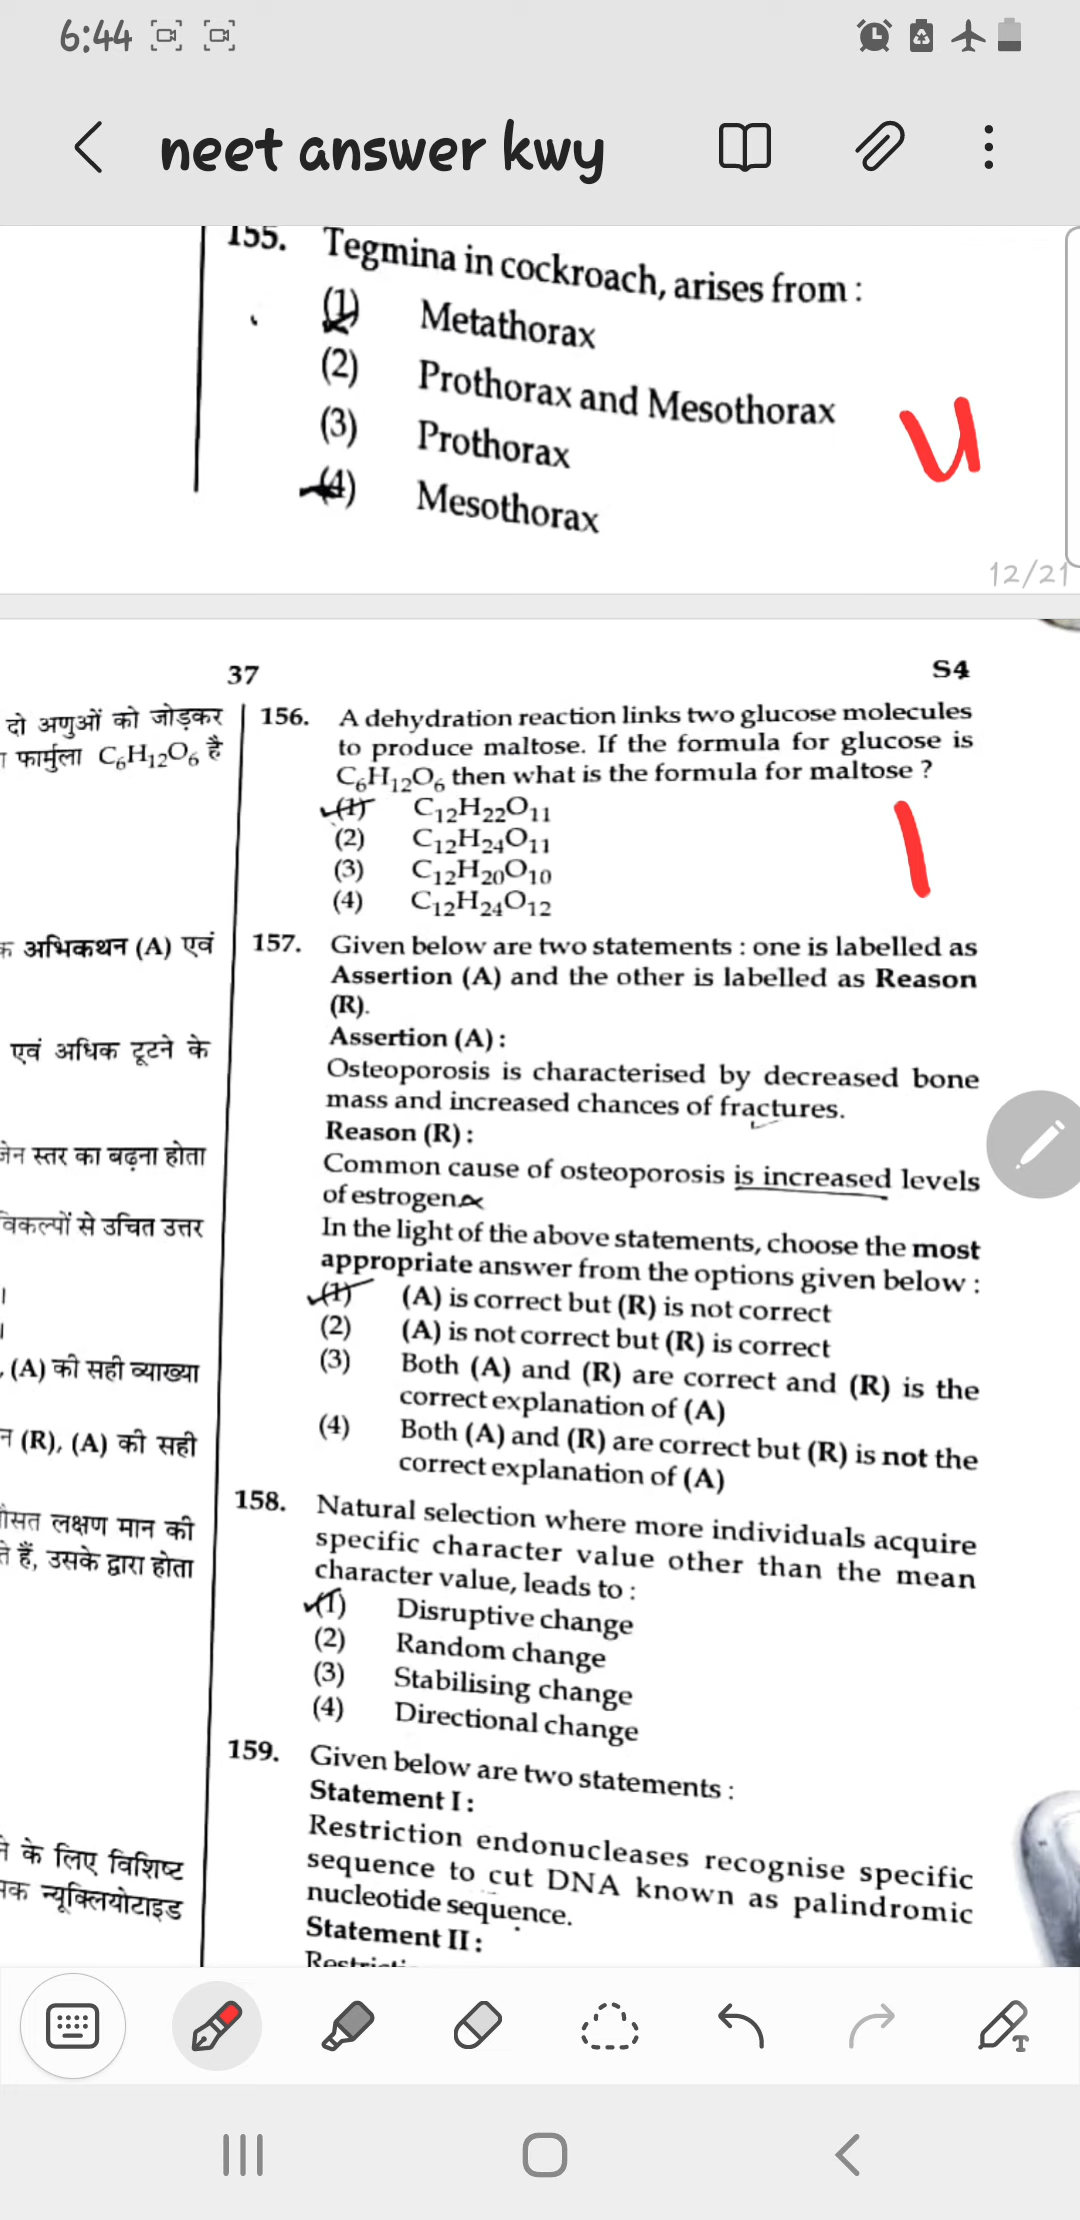 6:44
neet answer kwy
155. Tegmina in cockroach, arises from :
(1) Metathorax
(2) Prothorax and Mesothorax
(3) Prothorax
(4) Mesothorax
12/21
37
S4
दो अणुओं को जोड़कर
फार्मुला C₆H₁₂O₆ है
156. A dehydration reaction links two glucose molecules
to produce maltose. If the formula for glucose is
C₆H₁₂O₆ then what is the formula for maltose ?
(1) C₁₂H₂₂O₁₁
(2) C₁₂H₂₄O₁₁
(3) C₁₂H₂₀O₁₀
(4) C₁₂H₂₄O₁₂
अभिकथन (A) एवं
एवं अधिक टूटने के
स्तर का बढ़ना होता
से उचित उत्तर
(A) की सही व्याख्या
(R), (A) की सही
157. Given below are two statements : one is labelled as
Assertion (A) and the other is labelled as Reason
(R).
Assertion (A) :
Osteoporosis is characterised by decreased bone
mass and increased chances of fractures.
Reason (R) :
Common cause of osteoporosis is increased levels
of estrogen
In the light of the above statements, choose the most
appropriate answer from the options given below :
(1) (A) is correct but (R) is not correct
(2) (A) is not correct but (R) is correct
(3) Both (A) and (R) are correct and (R) is the
correct explanation of (A)
(4) Both (A) and (R) are correct but (R) is not the
correct explanation of (A)
लक्षण मान की
हैं, उसके द्वारा होता
158. Natural selection where more individuals acquire
specific character value other than the mean
character value, leads to :
(1) Disruptive change
(2) Random change
(3) Stabilising change
(4) Directional change
के लिए विशिष्ट
न्यूक्लियोटाइड
159. Given below are two statements :
Statement I :
Restriction endonucleases recognise specific
sequence to cut DNA known as palindromic
nucleotide sequence.
Statement II :